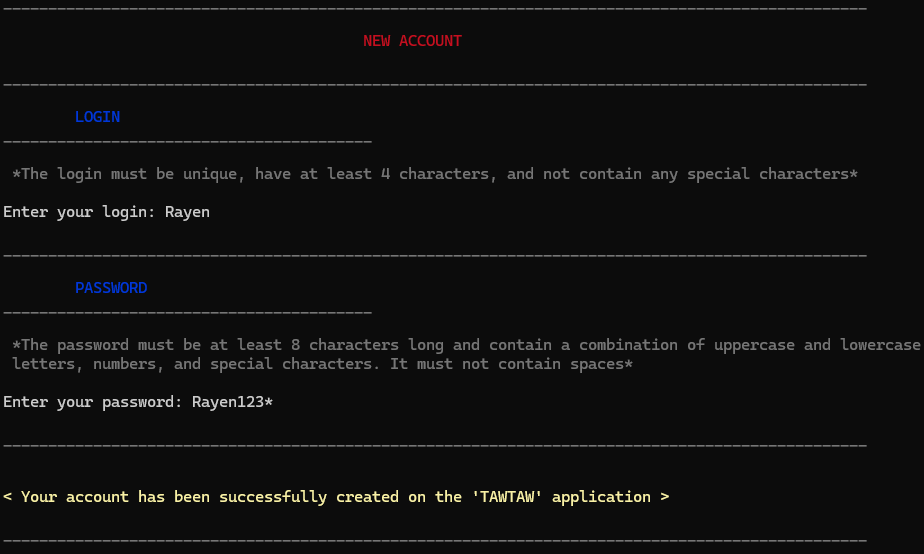 NEW ACCOUNT
LOGIN
*The login must be unique, have at least 4 characters, and not contain any special characters*
Enter your login: Rayen
PASSWORD
*The password must be at least 8 characters long and contain a combination of uppercase and lowercase
letters, numbers, and special characters. It must not contain spaces*
Enter your password: Rayen123*
< Your account has been successfully created on the 'TAWTAW' application >